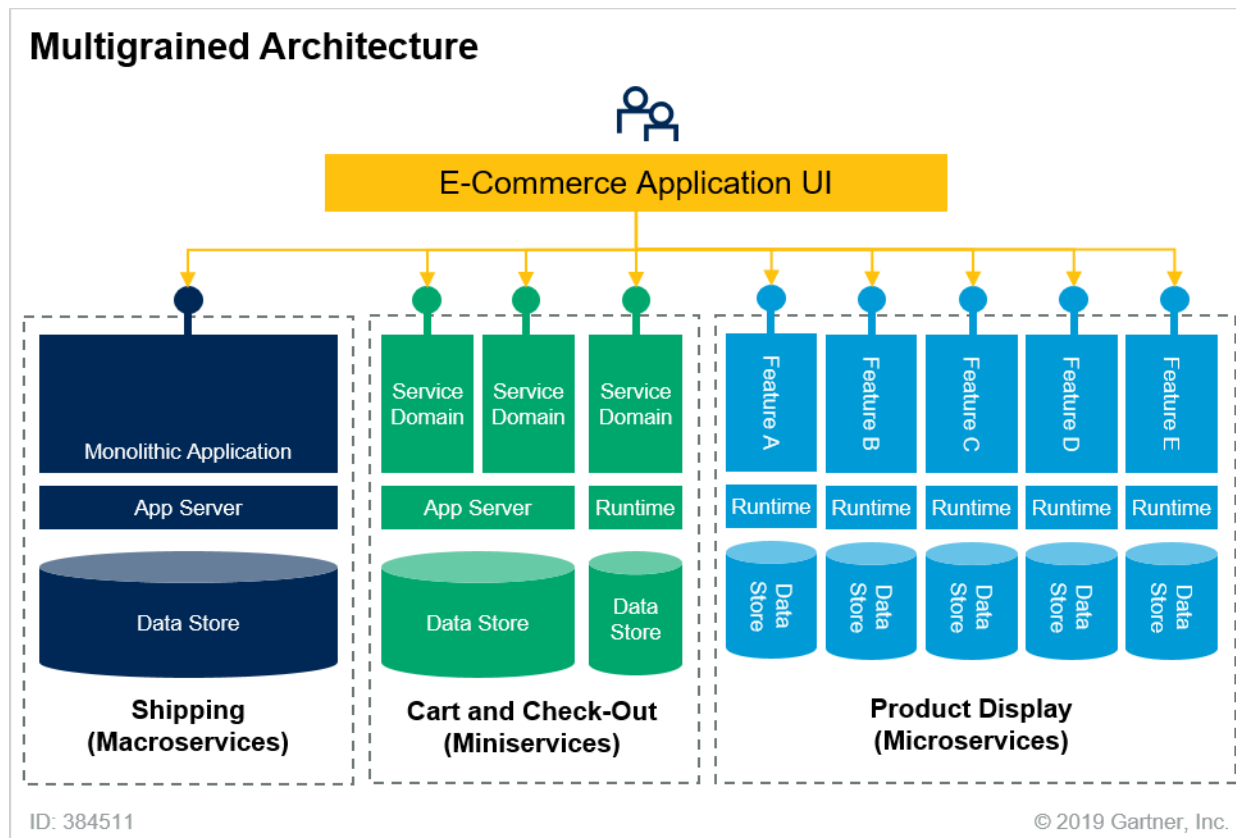 Multigrained Architecture
E-Commerce Application UI
Monolithic Application
App Server
Data Store
Shipping
(Macroservices)
Service
Domain
Service
Domain
Service
Domain
App Server
Runtime
Data Store
Data
Store
Cart and Check-Out
(Miniservices)
Feature A
Feature B
Feature C
Feature D
Feature E
Runtime
Runtime
Runtime
Runtime
Runtime
Data
Store
Data
Store
Data
Store
Data
Store
Data
Store
Product Display
(Microservices)
ID: 384511
© 2019 Gartner, Inc.